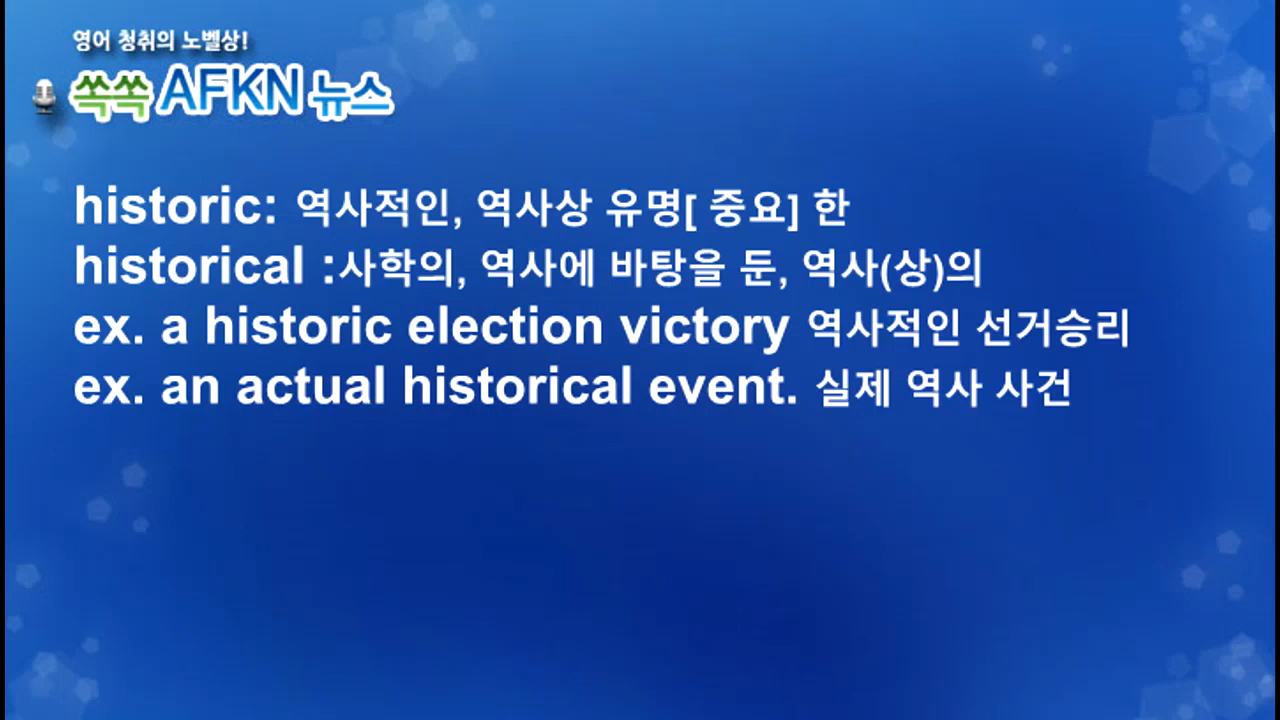 영어 청취의 노벨상!
쏙쏙 AFKN 뉴스
historic: 역사적인, 역사상 유명[ 중요] 한
historical :사학의, 역사에 바탕을 둔, 역사(상)의
ex. a historic election victory 역사적인 선거승리
ex. an actual historical event. 실제 역사 사건